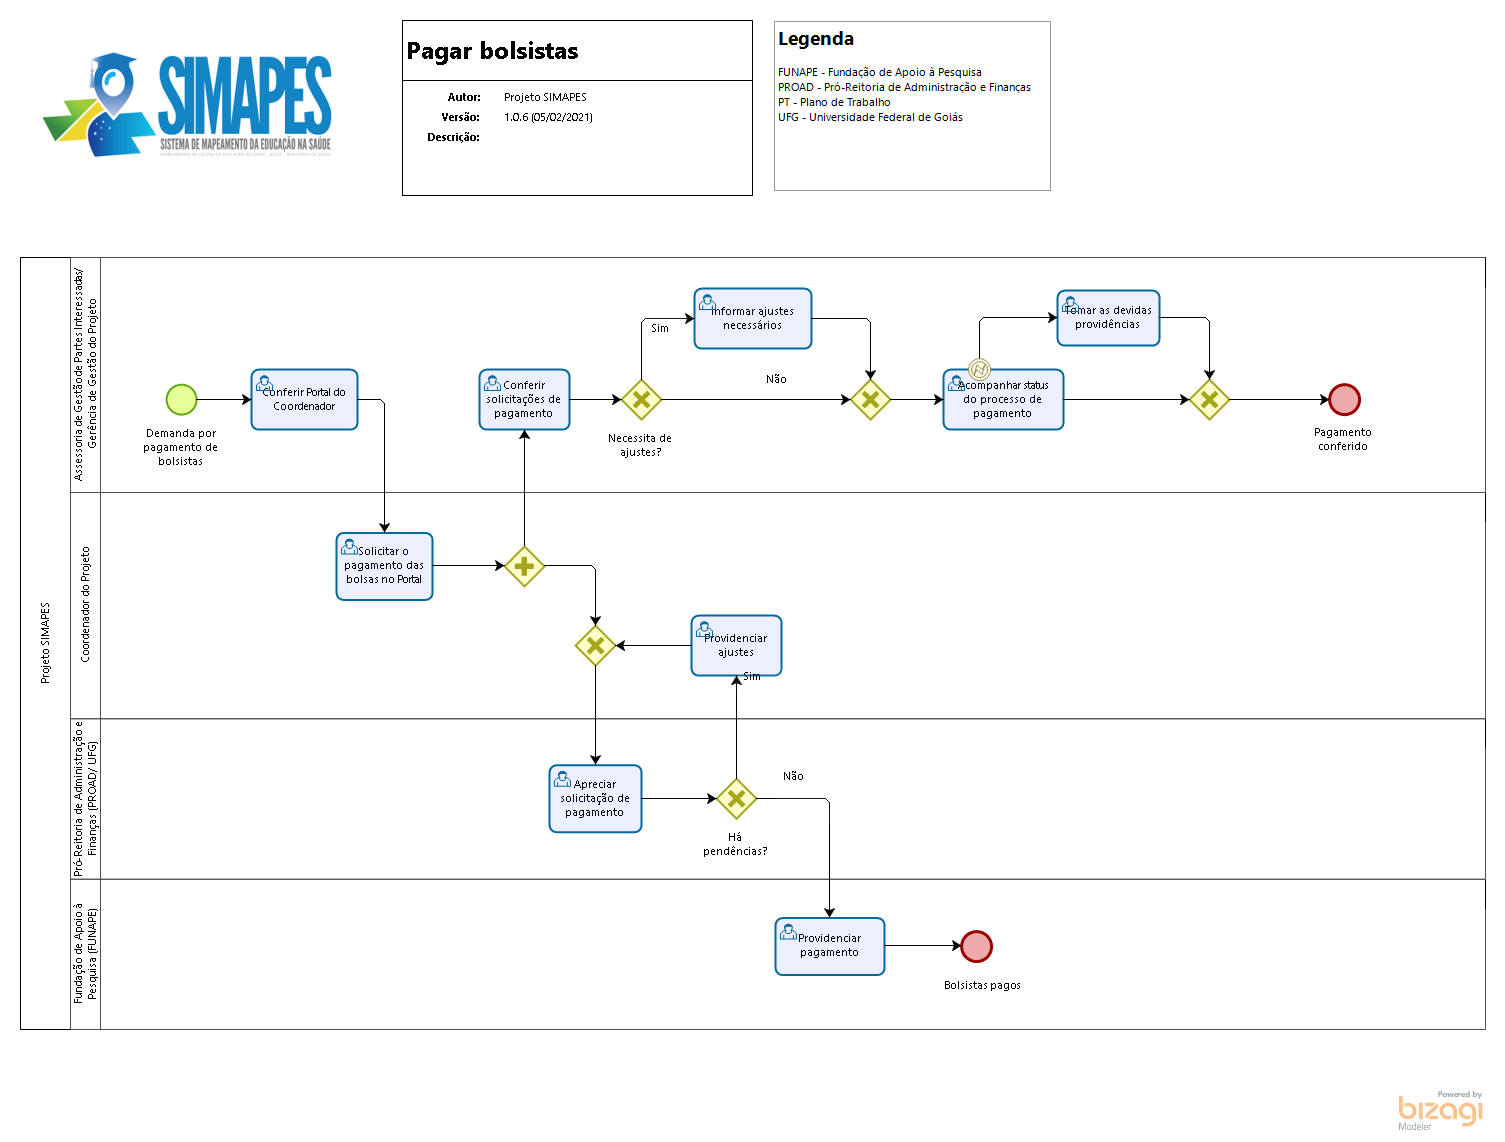 SIMAPES
SISTEMA DE MAPEAMENTO DA EDUCAÇÃO NA SAÚDE
Pagar bolsistas
Autor: Projeto SIMAPES
Versão: 1.0.6 (05/02/2021)
Descrição:
Legenda
FUNAPE - Fundação de Apoio à Pesquisa
PROAD - Pró-Reitoria de Administração e Finanças
PT - Plano de Trabalho
UFG - Universidade Federal de Goiás
Projeto SIMAPES
Assessoria de Gestãode Partes Interessadas/
Gerência de Gestão do Projeto
Demanda por
pagamento de
bolsistas
Conferir Portal do
Coordenador
Conferir
solicitações de
pagamento
Necessita de
ajustes?
Sim
Informar ajustes
necessários
Não
Acompanhar status
do processo de
pagamento
Tomar as devidas
providências
Pagamento
conferido
Coordenador do Projeto
Solicitar o
pagamento das
bolsas no Portal
Providenciar
ajustes
Sim
Pró-Reitoria de Administração e
Finanças (PROAD/ UFG)
Apreciar
solicitação de
pagamento
Há
pendências?
Não
Fundação de Apoio à
Pesquisa (FUNAPE)
Providenciar
pagamento
Bolsistas pagos
Powered by
bizagi
Modeler